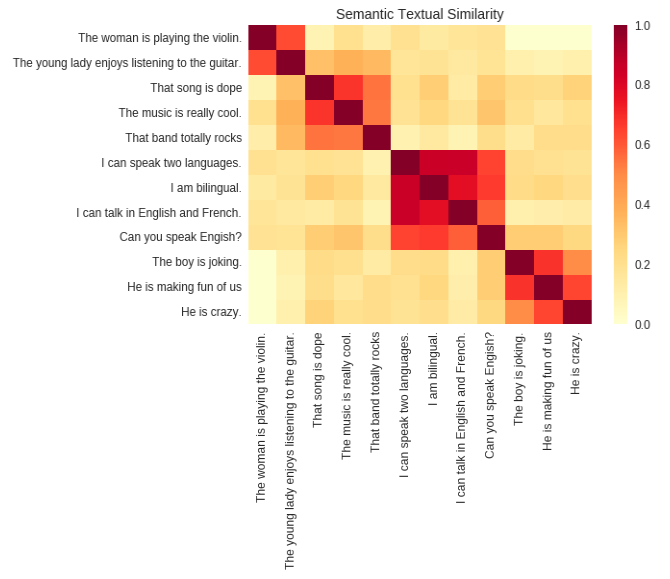 Semantic Textual Similarity
The woman is playing the violin.
The young lady enjoys listening to the guitar.
That song is dope
The music is really cool.
That band totally rocks
I can speak two languages.
I am bilingual.
I can talk in English and French.
Can you speak Engish?
The boy is joking.
He is making fun of us
He is crazy.
1.0
0.8
0.6
0.4
0.2
0.0
The woman is playing the violin.
The young lady enjoys listening to the guitar.
That song is dope
The music is really cool.
That band totally rocks
I can speak two languages.
I am bilingual.
I can talk in English and French.
Can you speak Engish?
The boy is joking.
He is making fun of us
He is crazy.